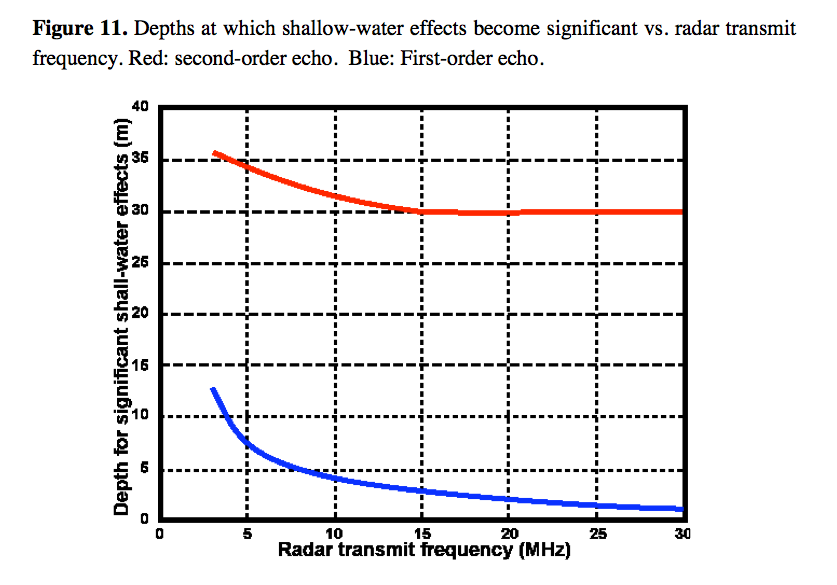 Figure 11. Depths at which shallow-water effects become significant vs. radar transmit
frequency. Red: second-order echo. Blue: First-order echo.
Depth for significant shall-water effects (m)
40
35
30
25
20
15
10
5
0
0 5 10 15 20 25 30
Radar transmit frequency (MHz)